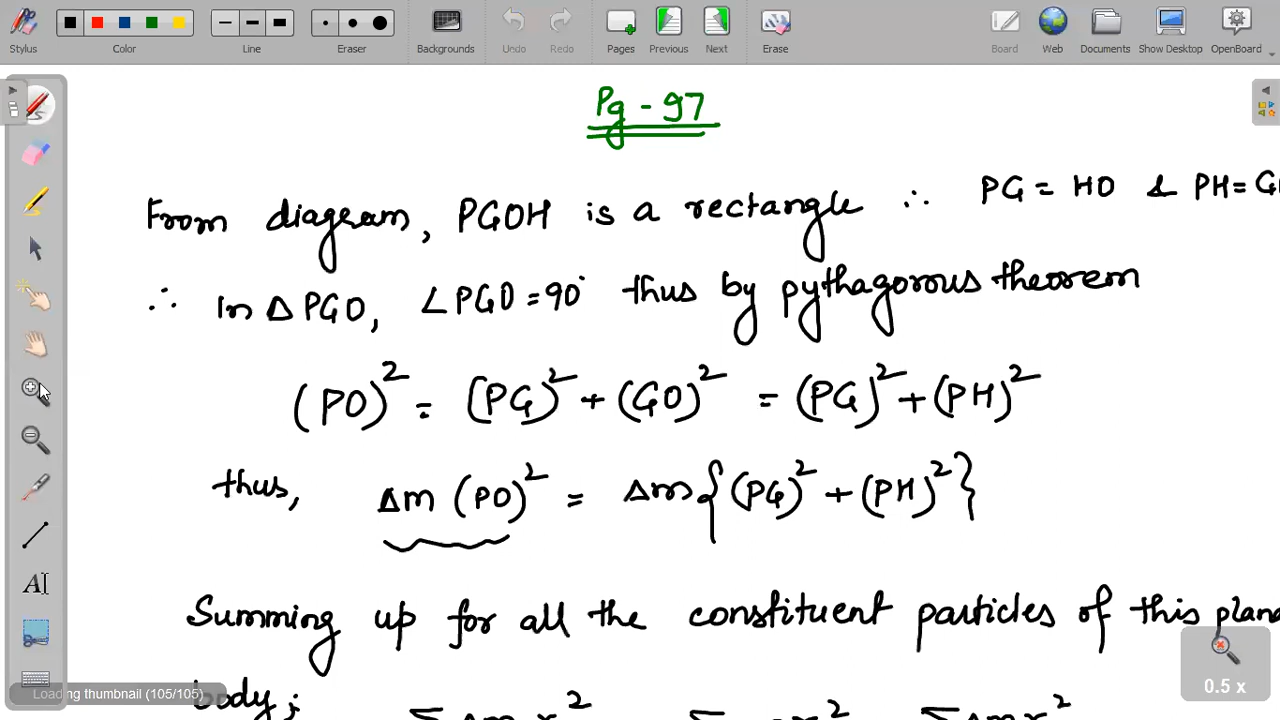 Stylus Color Line Eraser Backgrounds Undo Redo Pages Previous Next Erase Board Web Documents Show Desktop OpenBoard
Pg - 97
From diagram, PGOH is a rectangle ∴ PG = HO & PH = G
∴ In Δ PGO, ∠PGO = 90° thus by pythagorous theorem
(PO)² = (PG)² + (GO)² = (PG)² + (PH)²
thus, Δm (PO)² = Δm {(PG)² + (PH)²}
Summing up for all the constituent particles of this plana
body;
0.5 x
Loading thumbnail (105/105)